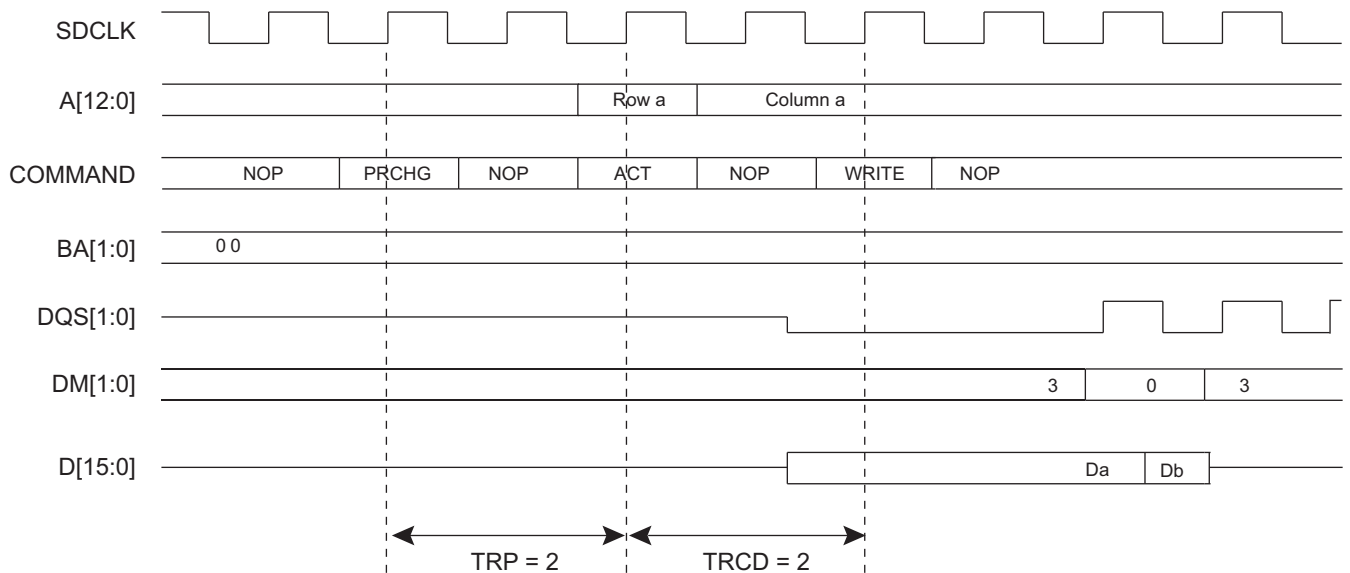 SDCLK
A[12:0] Row a Column a
COMMAND NOP PRCHG NOP ACT NOP WRITE NOP
BA[1:0] 0 0
DQS[1:0]
DM[1:0] 3 0 3
D[15:0] Da Db
TRP = 2 TRCD = 2